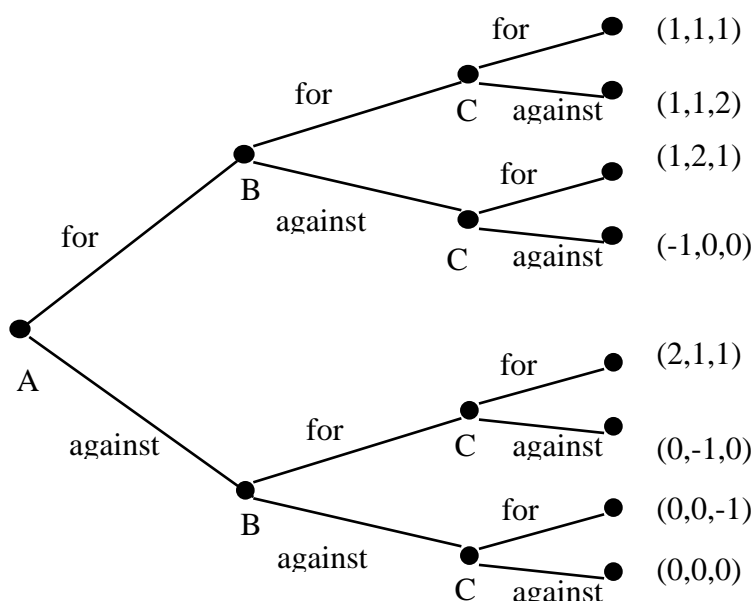 for (1,1,1)
for
C against (1,1,2)
for (1,2,1)
B
for against
C against (-1,0,0)
A
for (2,1,1)
against for
C against (0,-1,0)
for (0,0,-1)
B
against
C against (0,0,0)